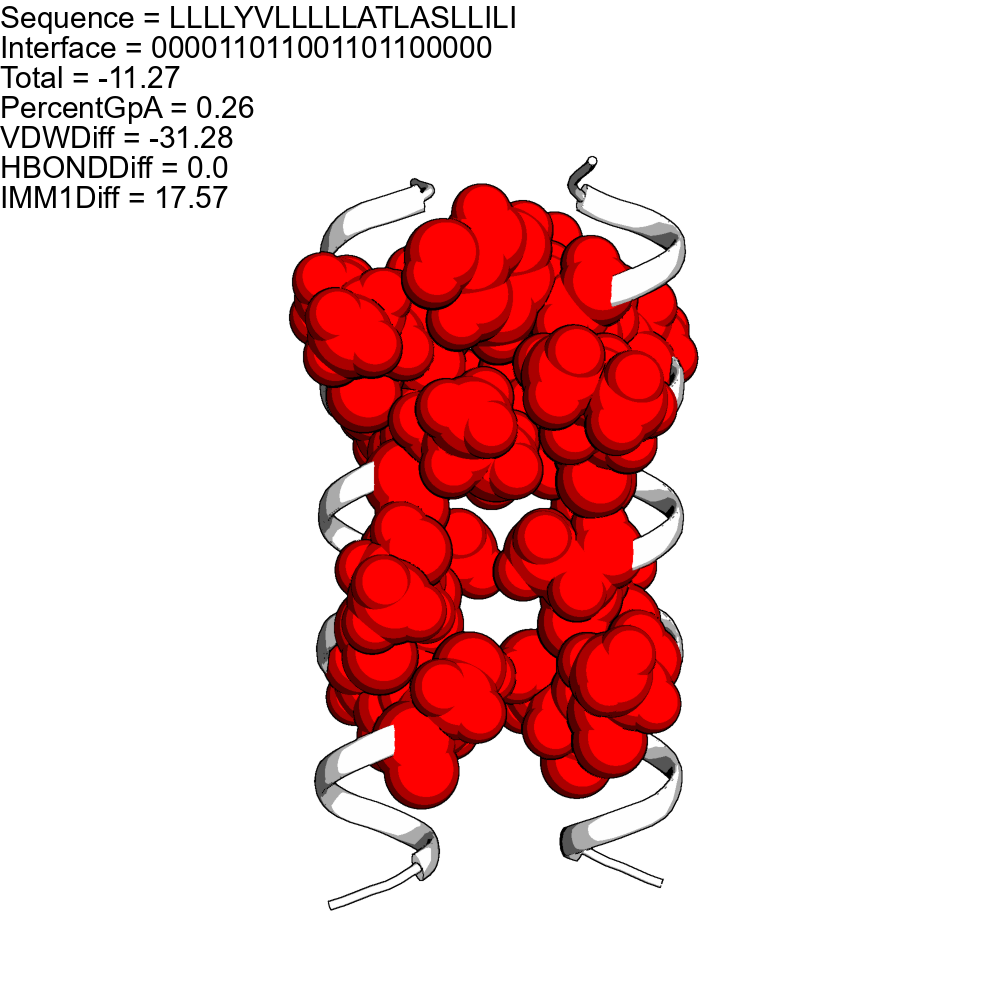 Sequence = LLLLYVLLLLLATLASLLILI
Interface = 000011011001101100000
Total = -11.27
PercentGpA = 0.26
VDWDiff = -31.28
HBONDDiff = 0.0
IMM1Diff = 17.57